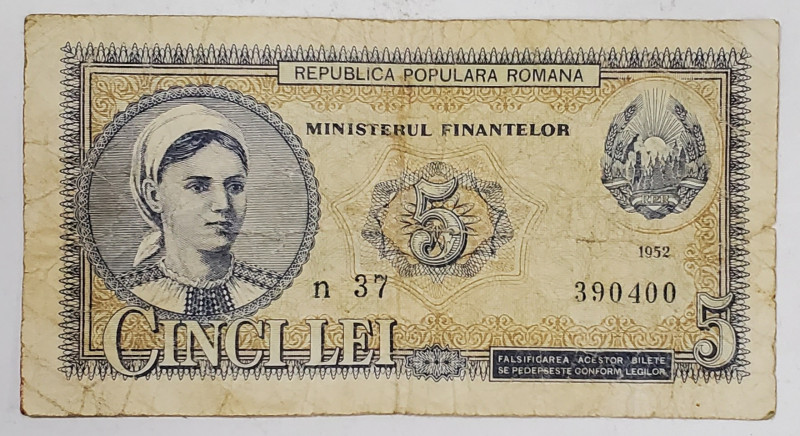 REPUBLICA POPULARA ROMANA
MINISTERUL FINANTELOR
5
RPR
1952
n 37
390400
CINCI LEI
5
FALSIFICAREA ACESTOR BILETE
SE PEDEPSESTE CONFORM LEGILOR